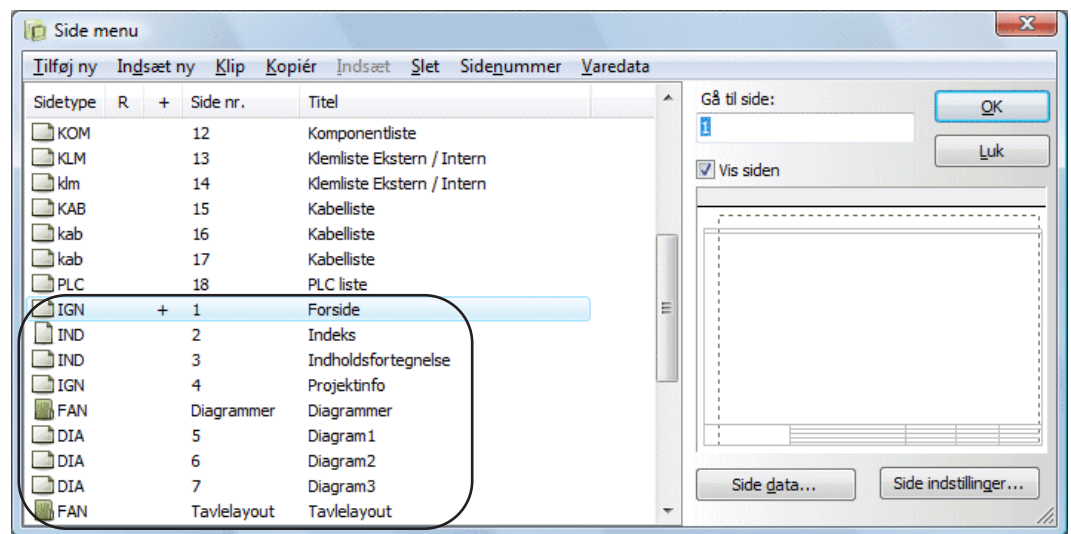 Side menu
Tilføj ny Indsæt ny Klip Kopiér Indsæt Slet Sidenummer Varedata
Sidetype R + Side nr. Titel
KOM 12 Komponentliste
KLM 13 Klemliste Ekstern / Intern
klm 14 Klemliste Ekstern / Intern
KAB 15 Kabelliste
kab 16 Kabelliste
kab 17 Kabelliste
PLC 18 PLC liste
IGN + 1 Forside
IND 2 Indeks
IND 3 Indholdsfortegnelse
IGN 4 Projektinfo
FAN Diagrammer Diagrammer
DIA 5 Diagram1
DIA 6 Diagram2
DIA 7 Diagram3
FAN Tavlelayout Tavlelayout
Gå til side:
1
OK
Luk
Vis siden
Side data...
Side indstillinger...